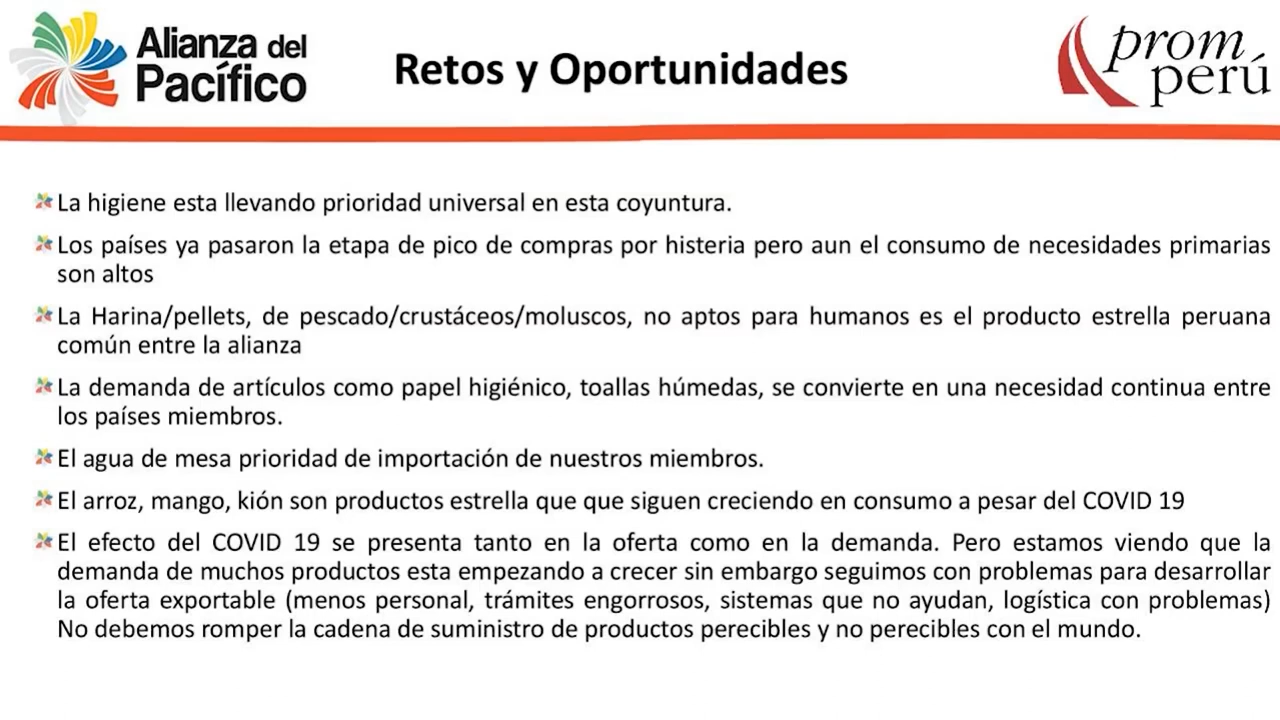 Alianza del
Pacífico
Retos y Oportunidades
prom
perú
La higiene esta llevando prioridad universal en esta coyuntura.
Los países ya pasaron la etapa de pico de compras por histeria pero aun el consumo de necesidades primarias
son altos
La Harina/pellets, de pescado/crustáceos/moluscos, no aptos para humanos es el producto estrella peruana
común entre la alianza
La demanda de artículos como papel higiénico, toallas húmedas, se convierte en una necesidad continua entre
los países miembros.
El agua de mesa prioridad de importación de nuestros miembros.
El arroz, mango, kión son productos estrella que que siguen creciendo en consumo a pesar del COVID 19
El efecto del COVID 19 se presenta tanto en la oferta como en la demanda. Pero estamos viendo que la
demanda de muchos productos esta empezando a crecer sin embargo seguimos con problemas para desarrollar
la oferta exportable (menos personal, trámites engorrosos, sistemas que no ayudan, logística con problemas)
No debemos romper la cadena de suministro de productos perecibles y no perecibles con el mundo.